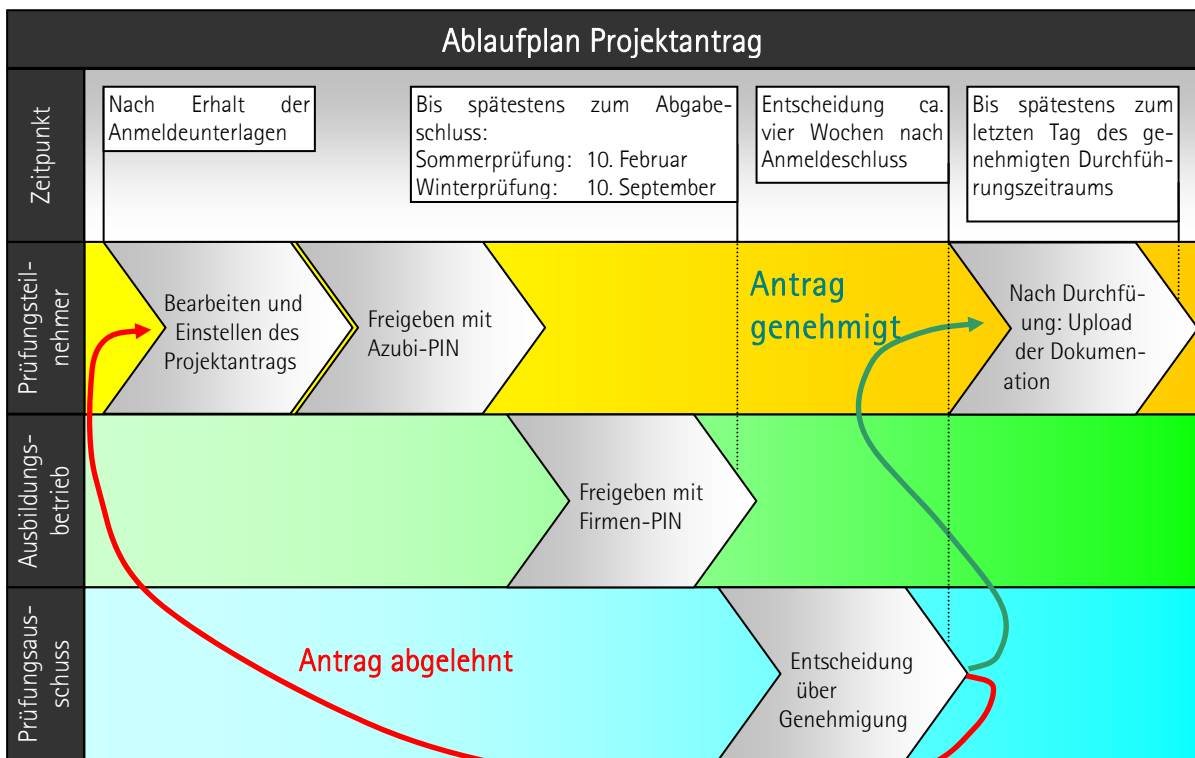 Ablaufplan Projektantrag
Zeitpunkt
Nach Erhalt der
Anmeldeunterlagen
Bis spätestens zum Abgabe-
schluss:
Sommerprüfung: 10. Februar
Winterprüfung: 10. September
Entscheidung ca.
vier Wochen nach
Anmeldeschluss
Bis spätestens zum
letzten Tag des ge-
nehmigten Durchfüh-
rungszeitraums
Prüfungsteil-
nehmer
Bearbeiten und
Einstellen des
Projektantrags
Freigeben mit
Azubi-PIN
Antrag
genehmigt
Nach Durchfü-
ung: Upload
der Dokumen-
ation
Ausbildungs-
betrieb
Freigeben mit
Firmen-PIN
Prüfungsaus-
schuss
Antrag abgelehnt
Entscheidung
über
Genehmigung